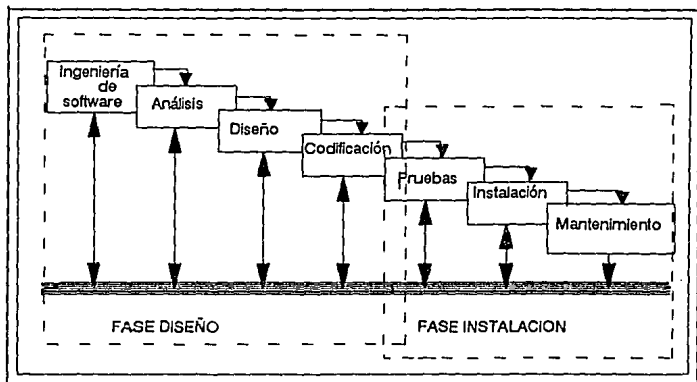 Ingeniería
de
software
Análisis
Diseño
Codificación
Pruebas
Instalación
Mantenimiento
FASE DISEÑO
FASE INSTALACION